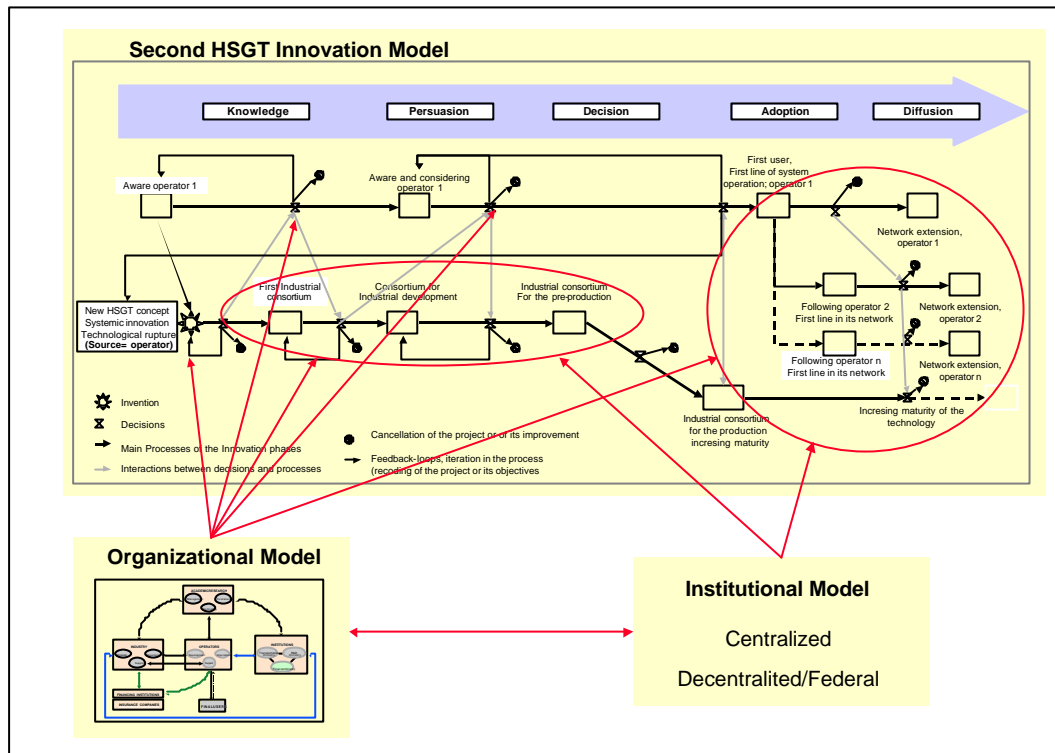 Second HSGT Innovation Model
Knowledge
Persuasion
Decision
Adoption
Diffusion
Aware operator 1
Aware and considering
operator 1
First user,
First line of system
operation; operator 1
Network extension,
operator 1
New HSGT concept
Systemic innovation
Technological rupture
(Source= operator)
First Industrial
consortium
Consortium for
Industrial development
Industrial consortium
For the pre-production
Following operator 2
First line in its network
Network extension,
operator 2
Following operator n
First line in its network
Network extension,
operator n
Industrial consortium
for the production
incresing maturity
Incresing maturity of the
technology
Invention
Decisions
Main Processes of the Innovation phases
Interactions between decisions and processes
Cancellation of the project or of its improvement
Feedback-loops, iteration in the process
(recoding of the project or its objectives
Organizational Model
ACADEMIC RESEARCH
INDUSTRY
OPERATORS
INSTITUTIONS
FINANCING INSTITUTIONS
INSURANCE COMPANIES
FINAL USER
Institutional Model
Centralized
Decentralited/Federal